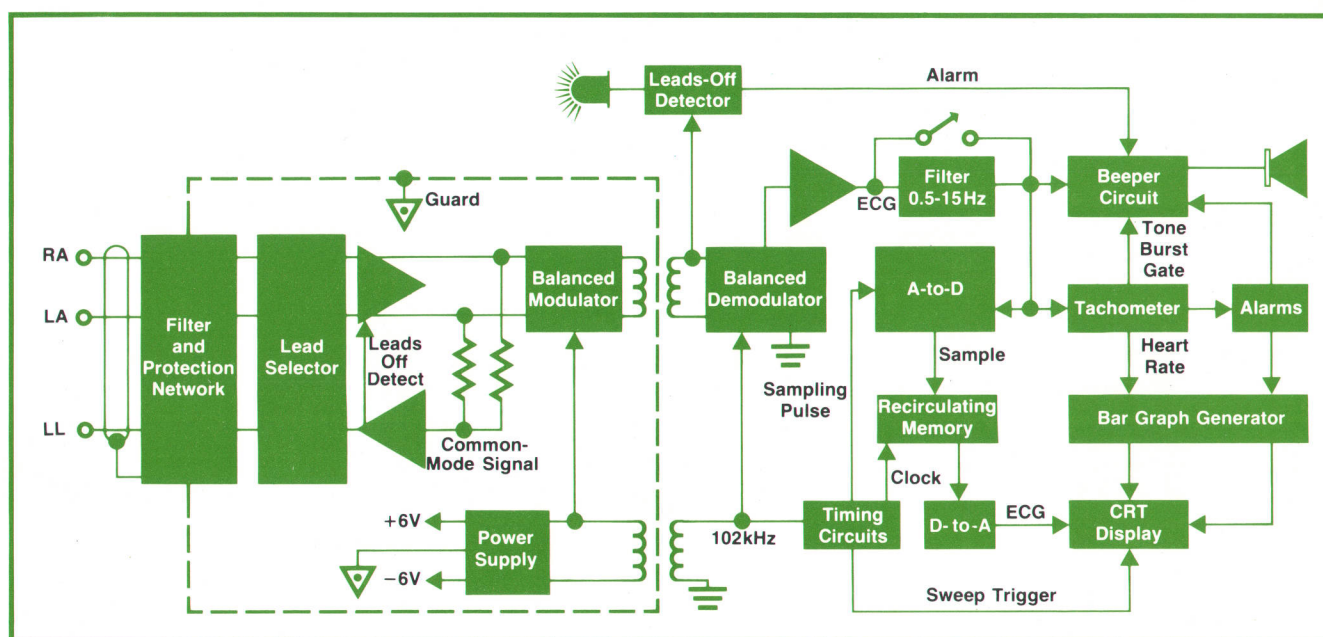 Leads-Off
Detector
Alarm
Guard
RA
LA
LL
Filter
and
Protection
Network
Lead
Selector
Leads
Off
Detect
Common-
Mode Signal
Balanced
Modulator
+6V
−6V
Power
Supply
Balanced
Demodulator
ECG
Filter
0.5-15Hz
Beeper
Circuit
Tone
Burst
Gate
A-to-D
Tachometer
Alarms
Sample
Heart
Rate
Sampling
Pulse
Recirculating
Memory
Bar Graph Generator
Clock
102kHz
Timing
Circuits
D-to-A
ECG
CRT
Display
Sweep Trigger